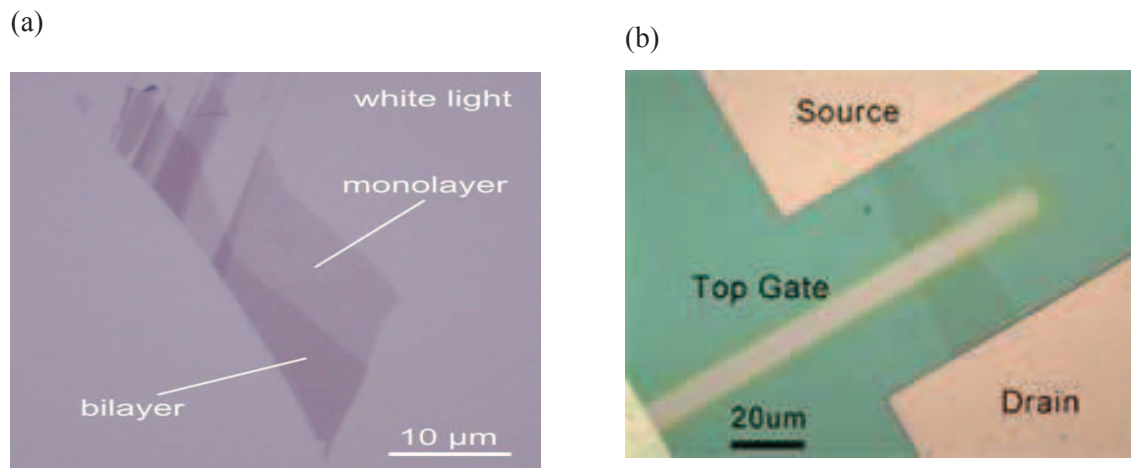 (a)
white light
monolayer
bilayer
10 µm
(b)
Source
Top Gate
20um
Drain